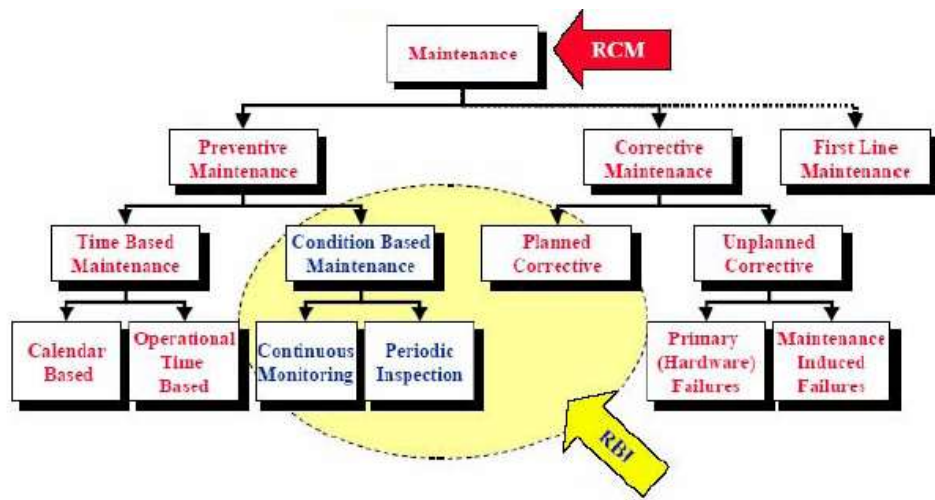 Maintenance
RCM
Preventive
Maintenance
Corrective
Maintenance
First Line
Maintenance
Time Based
Maintenance
Condition Based
Maintenance
Planned
Corrective
Unplanned
Corrective
Calendar
Based
Operational
Time
Based
Continuous
Monitoring
Periodic
Inspection
Primary
(Hardware)
Failures
Maintenance
Induced
Failures
RBI